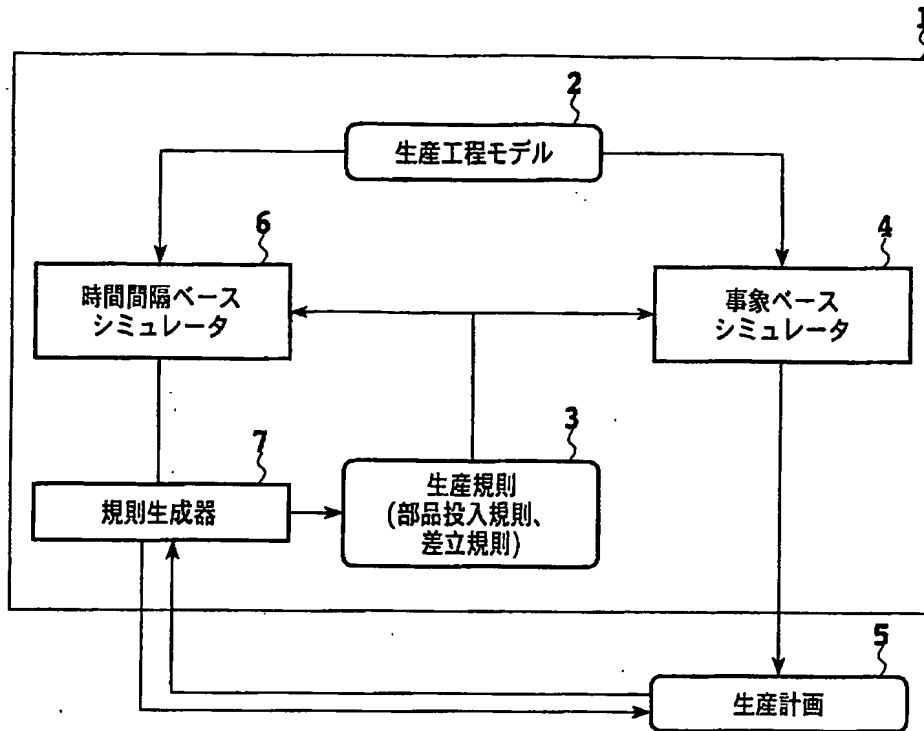 1
2
生産工程モデル
6
時間間隔ベース
シミュレータ
4
事象ベース
シミュレータ
3
生産規則
(部品投入規則、
差立規則)
7
規則生成器
5
生産計画